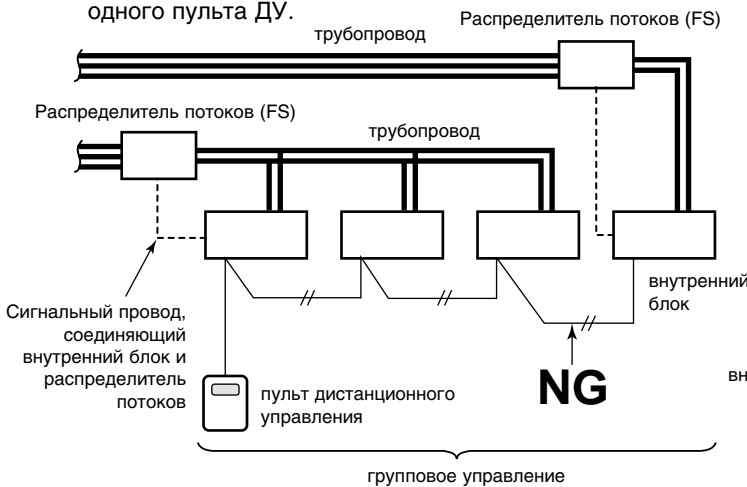 одного пульта ДУ.
Распределитель потоков (FS)
трубопровод
Распределитель потоков (FS)
трубопровод
внутренний
блок
Сигнальный провод,
соединяющий
внутренний блок и
распределитель
потоков
пульт дистанционного
управления
NG
вн
групповое управление